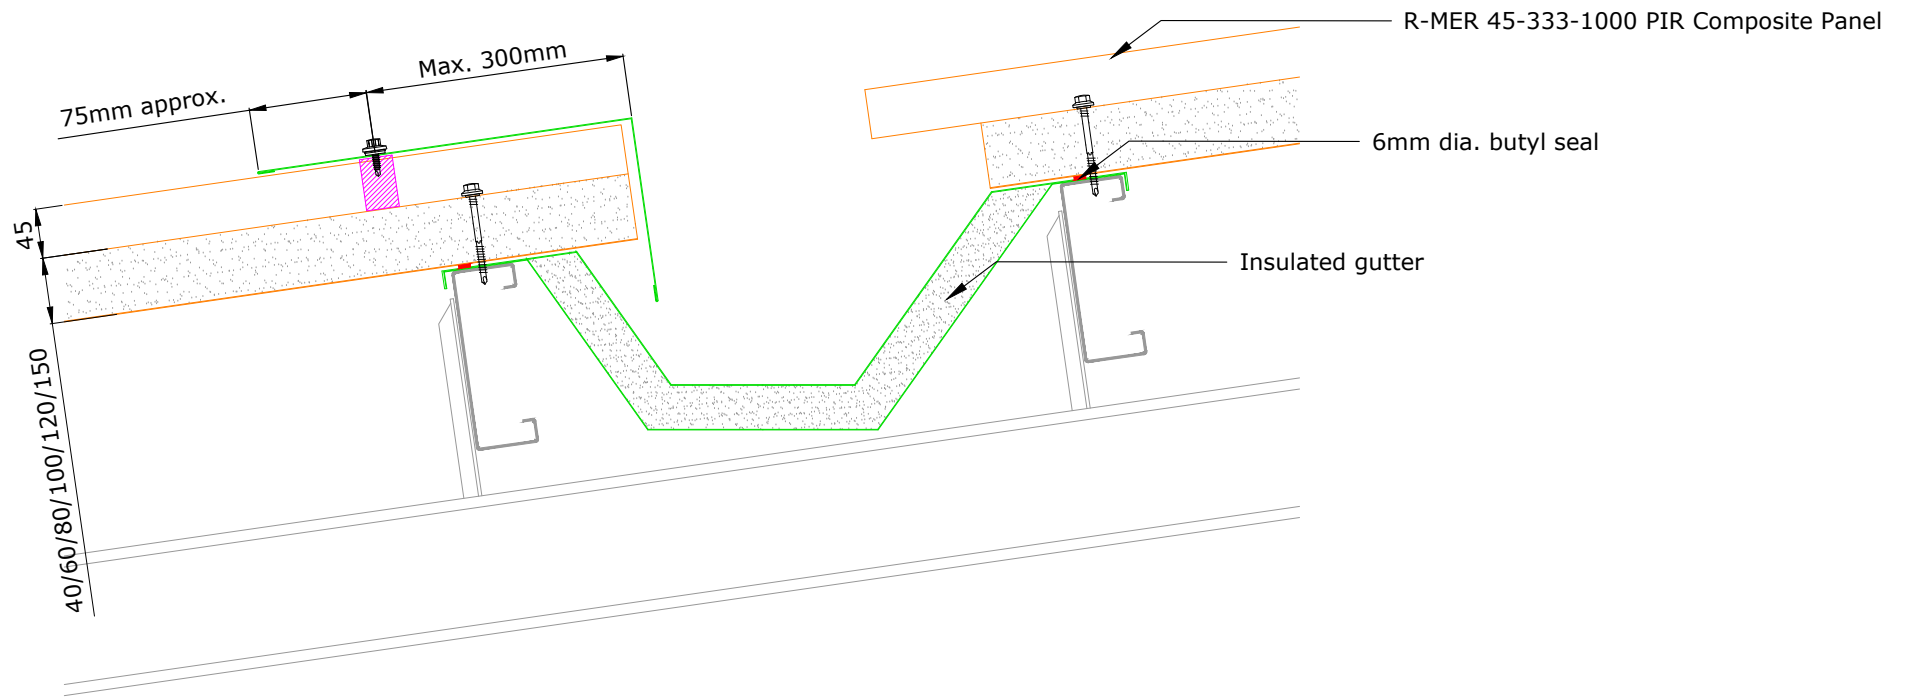 R-MER 45-333-1000 PIR Composite Panel
Max. 300mm
75mm approx.
6mm dia. butyl seal
45
Insulated gutter
40/60/80/100/120/150